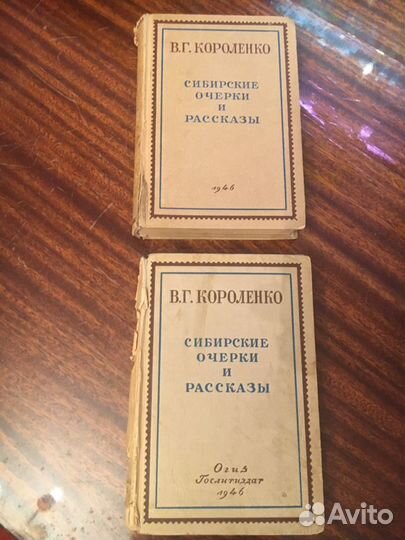 В.Г. КОРОЛЕНКО
СИБИРСКИЕ
ОЧЕРКИ
И
РАССКАЗЫ
1946
В.Г. КОРОЛЕНКО
СИБИРСКИЕ
ОЧЕРКИ
И
РАССКАЗЫ
Огиз
Гослитиздат
1946
Avito